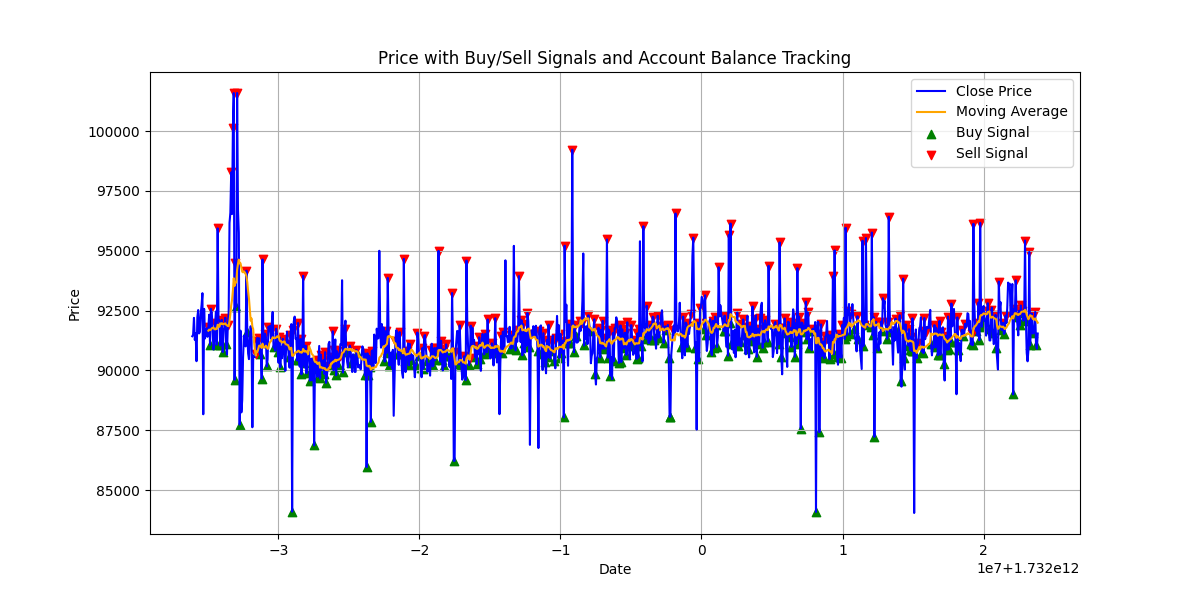 Price with Buy/Sell Signals and Account Balance Tracking
Close Price
Moving Average
Buy Signal
Sell Signal
100000
97500
95000
92500
90000
87500
85000
Price
−3
−2
−1
0
1
2
Date
1e7+1.732e12